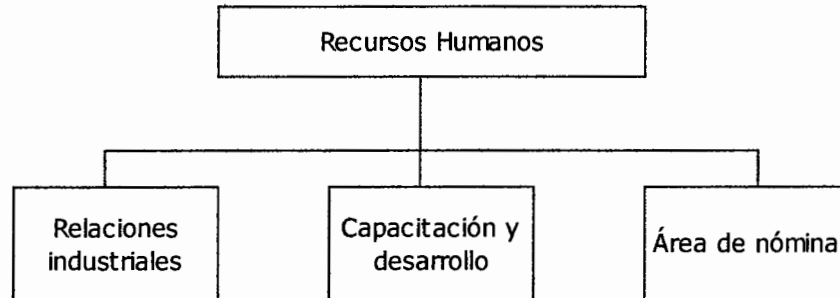 Recursos Humanos
Relaciones
industriales
Capacitación y
desarrollo
Área de nómina